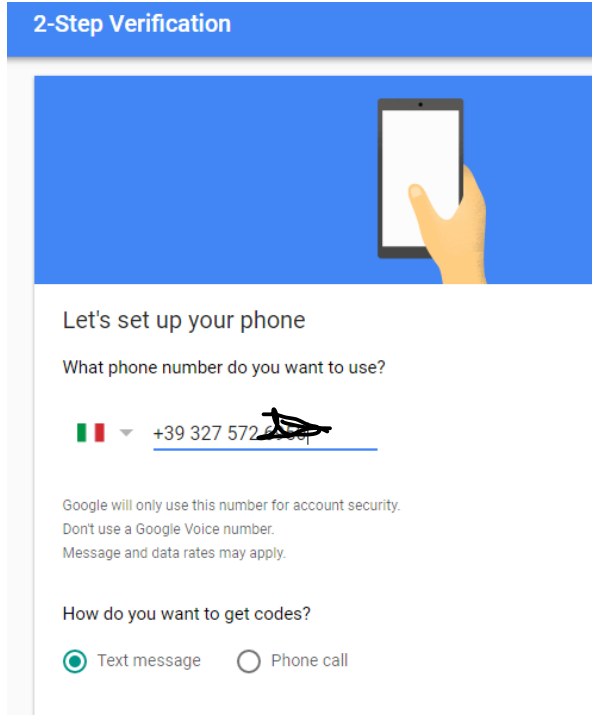 2-Step Verification
Let's set up your phone
What phone number do you want to use?
+39 327 572
Google will only use this number for account security.
Don't use a Google Voice number.
Message and data rates may apply.
How do you want to get codes?
Text message Phone call